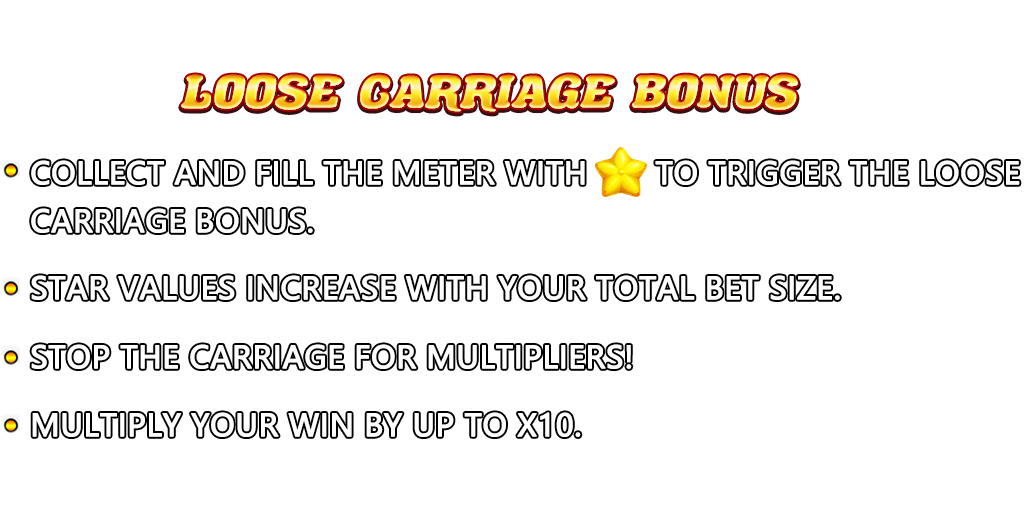 LOOSE CARRIAGE BONUS
COLLECT AND FILL THE METER WITH TO TRIGGER THE LOOSE
CARRIAGE BONUS.
STAR VALUES INCREASE WITH YOUR TOTAL BET SIZE.
STOP THE CARRIAGE FOR MULTIPLIERS!
MULTIPLY YOUR WIN BY UP TO X10.